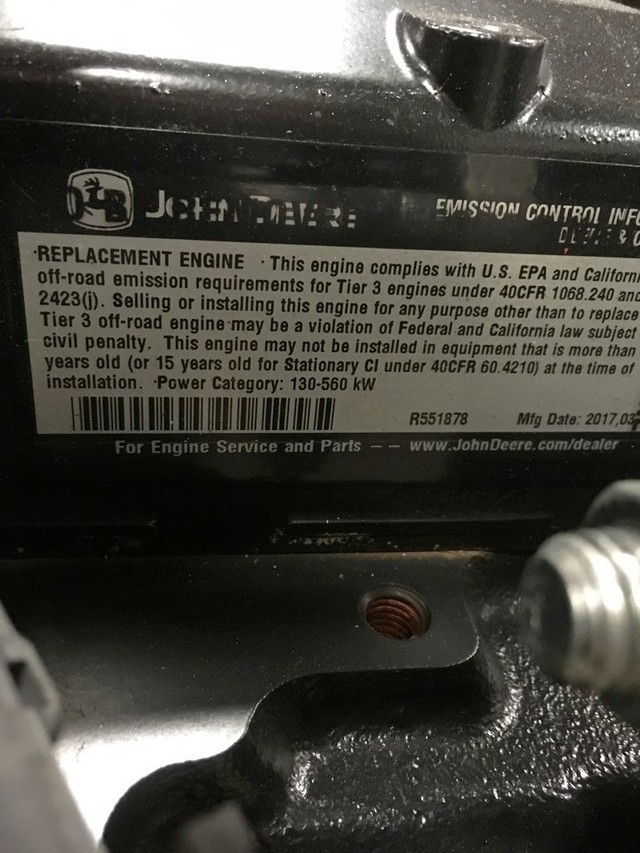 JOHN DEERE
EMISSION CONTROL INFO
·REPLACEMENT ENGINE ·This engine complies with U.S. EPA and Californi
off-road emission requirements for Tier 3 engines under 40CFR 1068.240 and
2423(j). Selling or installing this engine for any purpose other than to replace
Tier 3 off-road engine may be a violation of Federal and California law subject
civil penalty. This engine may not be installed in equipment that is more than
years old (or 15 years old for Stationary CI under 40CFR 60.4210) at the time of
installation. ·Power Category: 130-560 kW
R551878 Mfg Date: 2017,03
For Engine Service and Parts – – www.JohnDeere.com/dealer